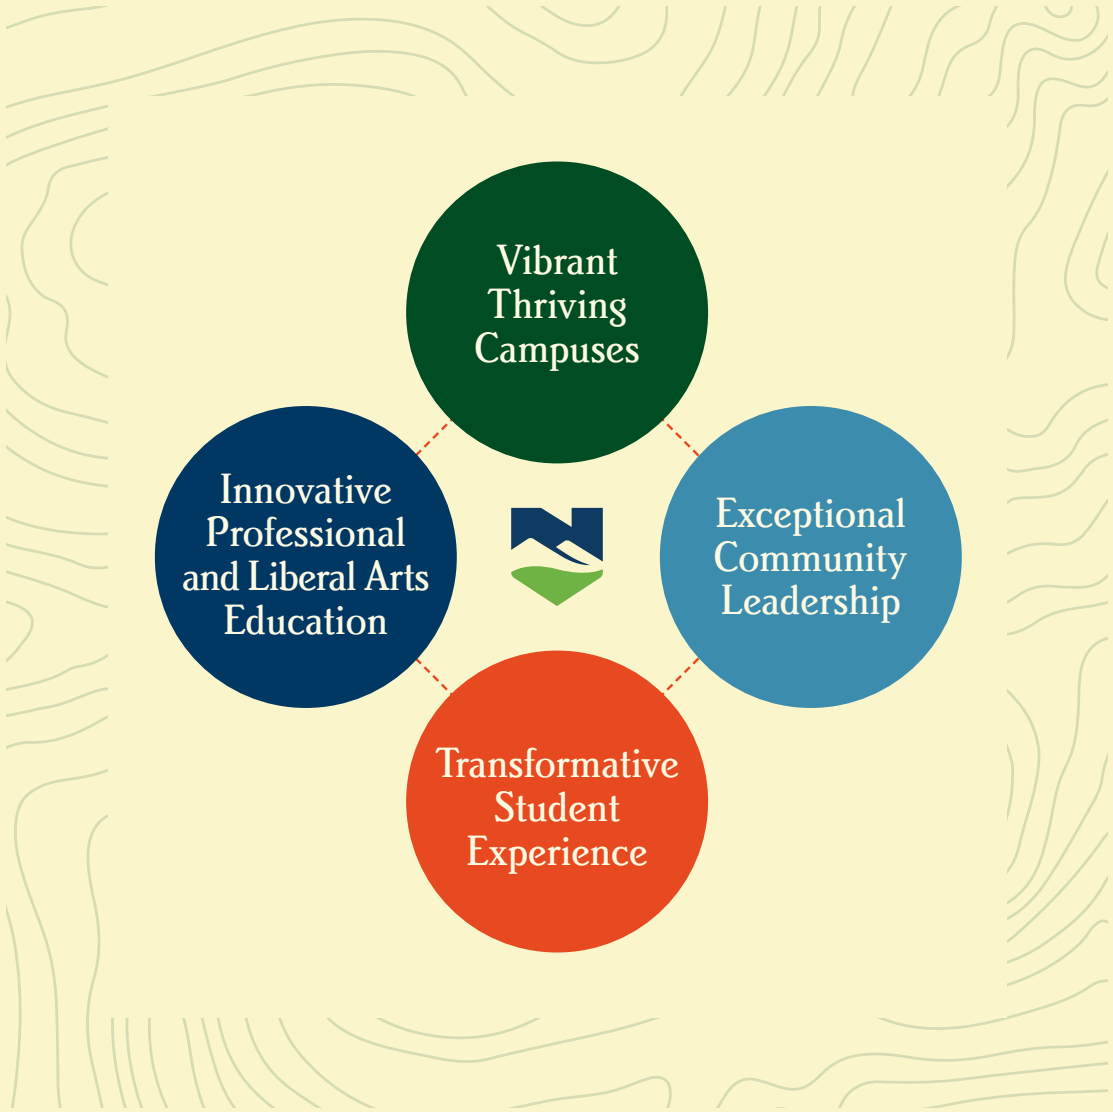 Vibrant
Thriving
Campuses
Innovative
Professional
and Liberal Arts
Education
Exceptional
Community
Leadership
Transformative
Student
Experience